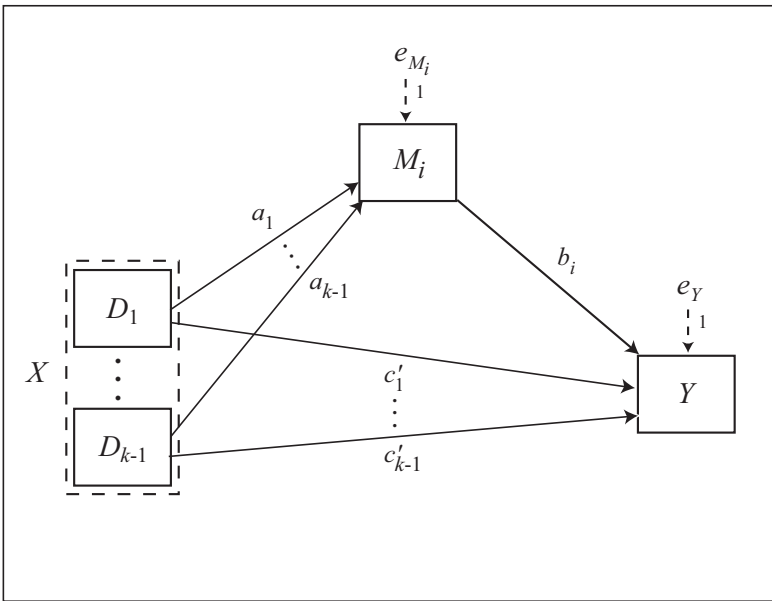 e_{M_i}
1
M_i
a_1
a_{k-1}
b_i
e_Y
1
D_1
X
c'_1
Y
D_{k-1}
c'_{k-1}